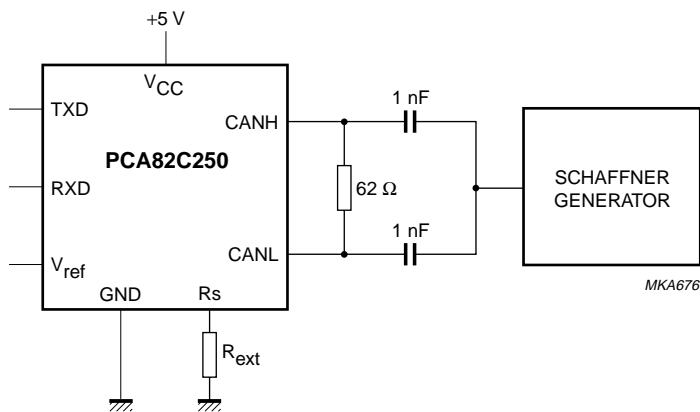 +5 V
VCC
TXD
CANH
1 nF
PCA82C250
RXD
62 Ω
SCHAFFNER
GENERATOR
1 nF
Vref
CANL
GND
Rs
MKA676
Rext